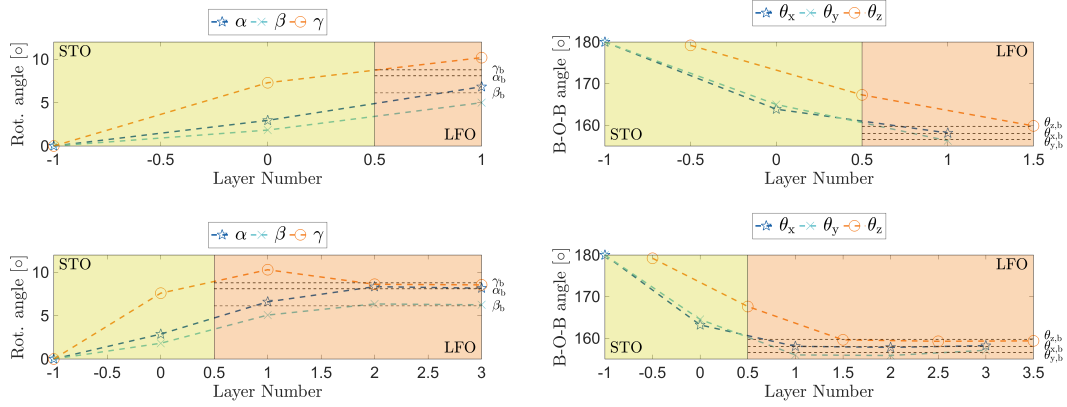 α β γ
STO
LFO
Rot. angle [○]
10
5
0
γb
αb
βb
-1 -0.5 0 0.5 1
Layer Number
θx θy θz
LFO
STO
B-O-B angle [○]
180
170
160
θz,b
θx,b
θy,b
-1 -0.5 0 0.5 1 1.5
Layer Number
α β γ
STO
LFO
Rot. angle [○]
10
5
0
γb
αb
βb
-1 -0.5 0 0.5 1 1.5 2 2.5 3
Layer Number
θx θy θz
LFO
STO
B-O-B angle [○]
180
170
160
θz,b
θx,b
θy,b
-1 -0.5 0 0.5 1 1.5 2 2.5 3 3.5
Layer Number